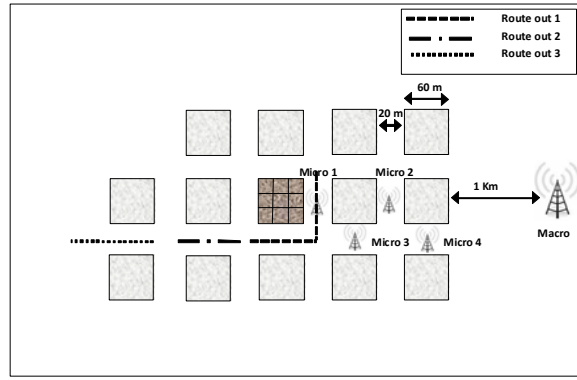 Route out 1
Route out 2
Route out 3
60 m
20 m
Micro 1
Micro 2
1 Km
Macro
Micro 3
Micro 4